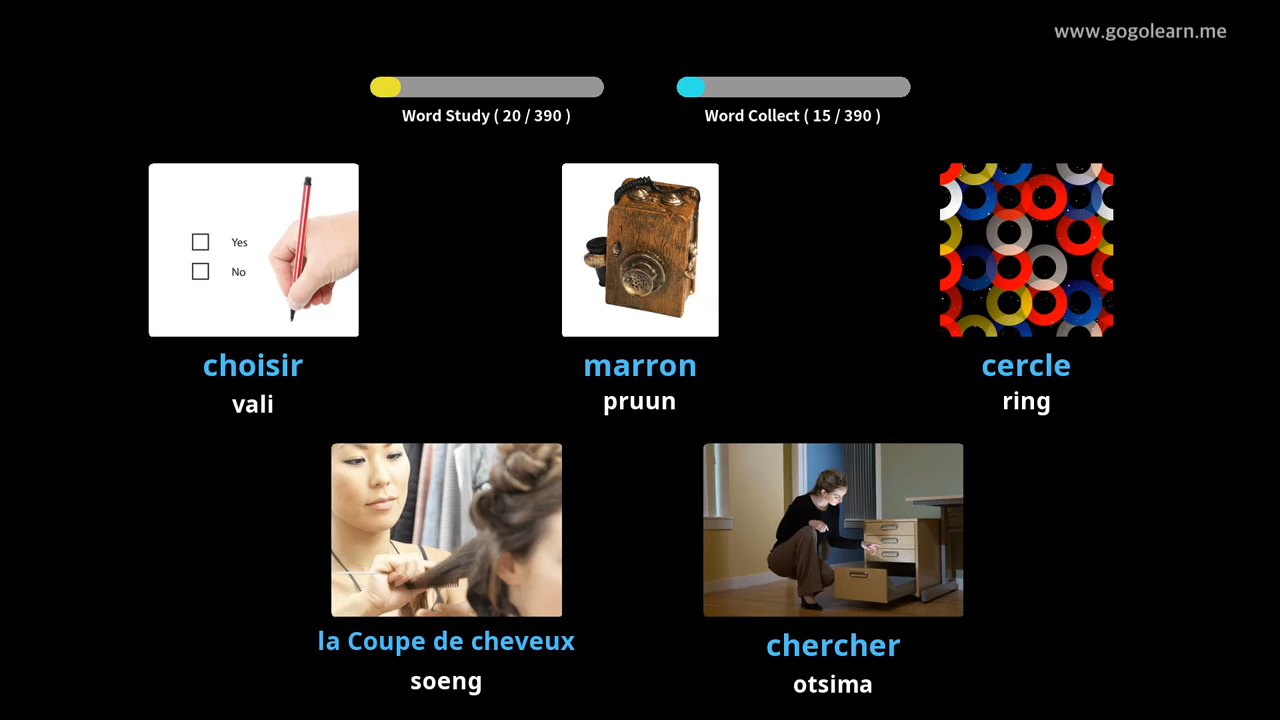 www.gogolearn.me
Word Study ( 20 / 390 )
Word Collect ( 15 / 390 )
Yes
No
choisir
vali
marron
pruun
cercle
ring
la Coupe de cheveux
soeng
chercher
otsima